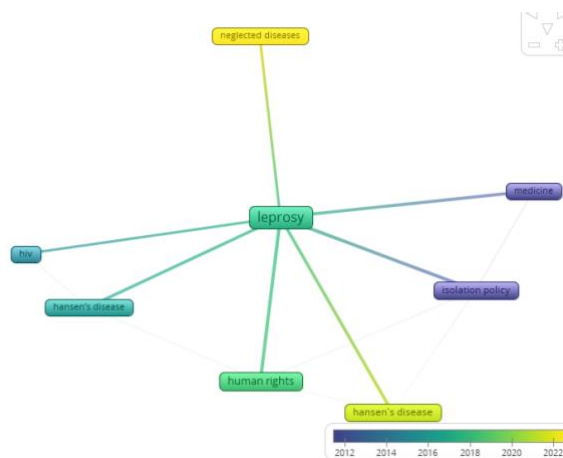 neglected diseases
medicine
leprosy
hiv
isolation policy
hansen's disease
human rights
hansen`s disease
2012 2014 2016 2018 2020 2022